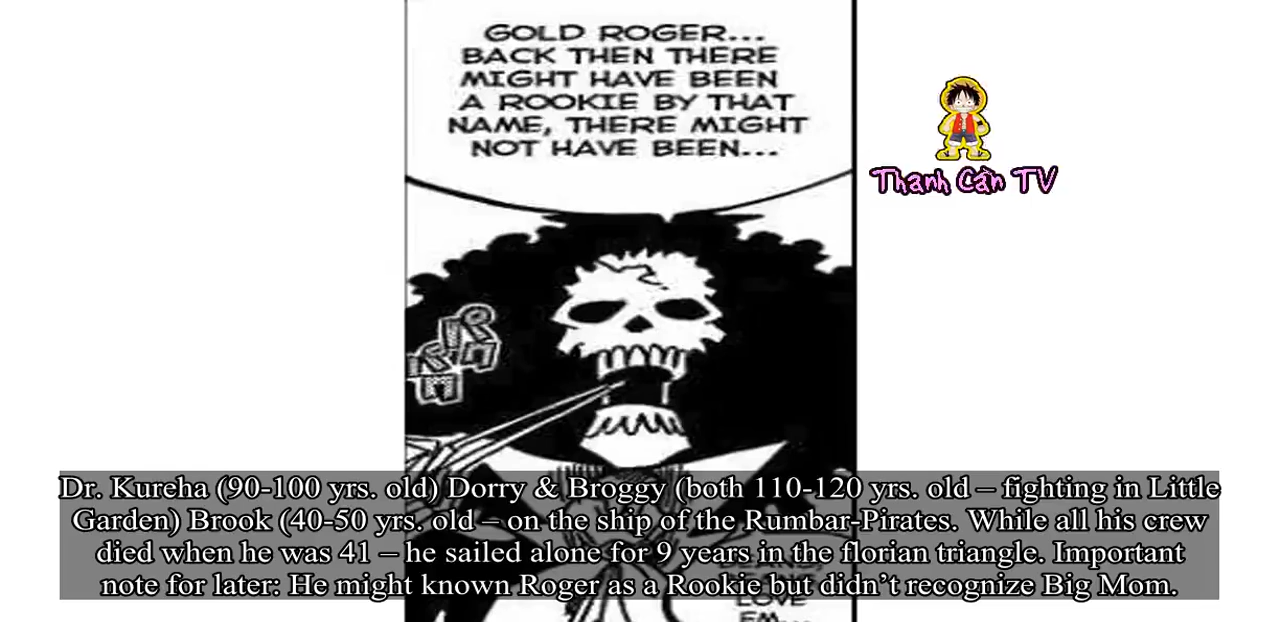 GOLD ROGER...
BACK THEN THERE
MIGHT HAVE BEEN
A ROOKIE BY THAT
NAME, THERE MIGHT
NOT HAVE BEEN...
Thanh Cần TV
Dr. Kureha (90-100 yrs. old) Dorry & Broggy (both 110-120 yrs. old – fighting in Little
Garden) Brook (40-50 yrs. old – on the ship of the Rumbar-Pirates. While all his crew
died when he was 41 – he sailed alone for 9 years in the florian triangle. Important
note for later: He might known Roger as a Rookie but didn't recognize Big Mom.
LOVE
EM...